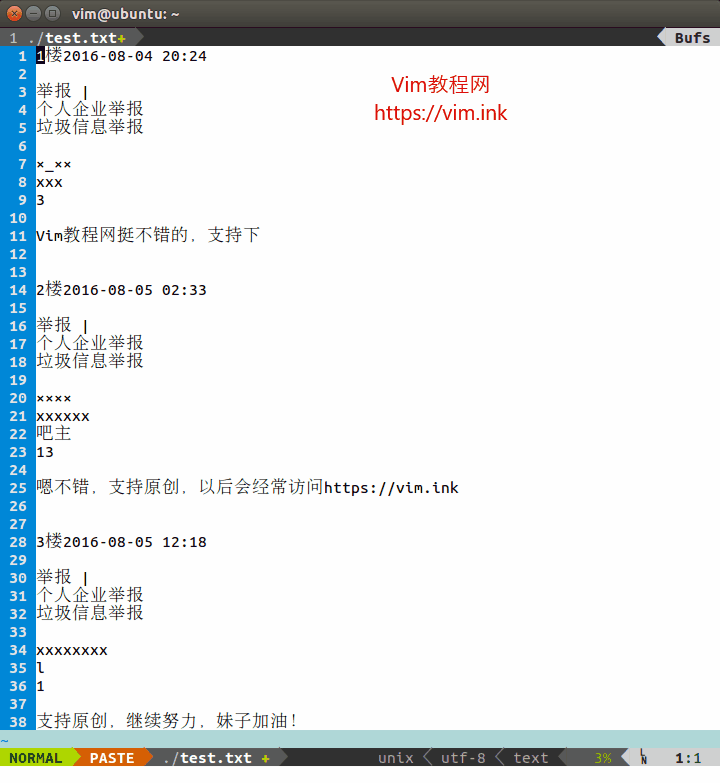 vim@ubuntu: ~
1 ./test.txt+ Bufs
1 1楼2016-08-04 20:24
2
3 举报 |
4 个人企业举报
5 垃圾信息举报
6
7 ×_××
8 xxx
9 3
10
11 Vim教程网挺不错的，支持下
12
13
14 2楼2016-08-05 02:33
15
16 举报 |
17 个人企业举报
18 垃圾信息举报
19
20 ××××
21 xxxxxx
22 吧主
23 13
24
25 嗯不错，支持原创，以后会经常访问https://vim.ink
26
27
28 3楼2016-08-05 12:18
29
30 举报 |
31 个人企业举报
32 垃圾信息举报
33
34 xxxxxxxx
35 l
36 1
37
38 支持原创，继续努力，妹子加油！
~
NORMAL PASTE ./test.txt + unix utf-8 text 3% LN 1:1
Vim教程网
https://vim.ink